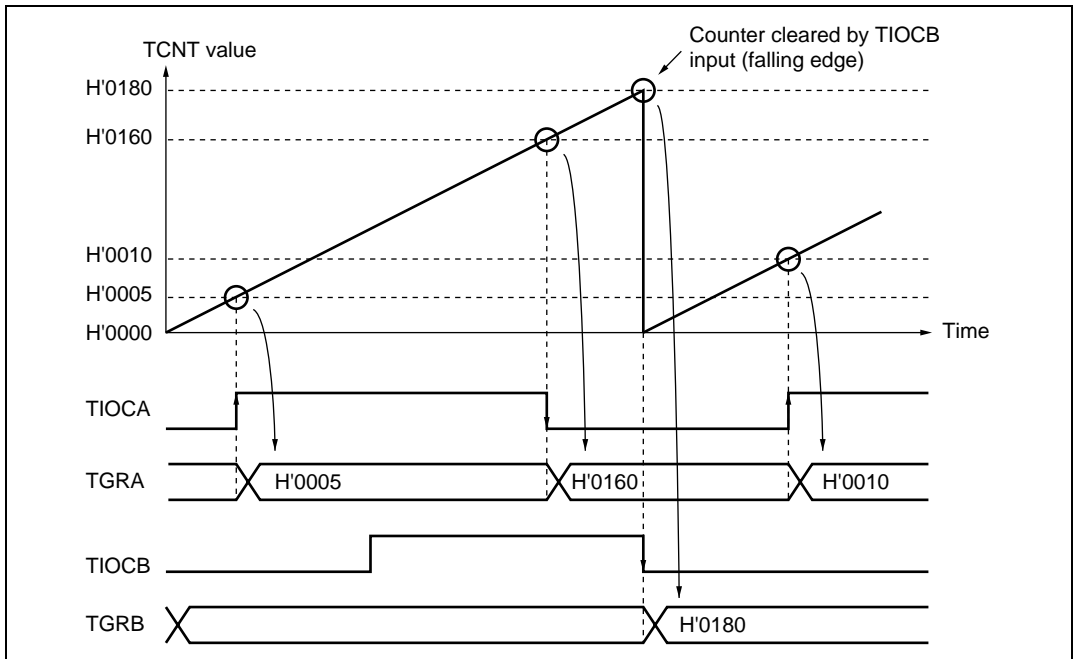 Counter cleared by TIOCB
input (falling edge)
TCNT value
H'0180
H'0160
H'0010
H'0005
H'0000
Time
TIOCA
TGRA
H'0005
H'0160
H'0010
TIOCB
TGRB
H'0180